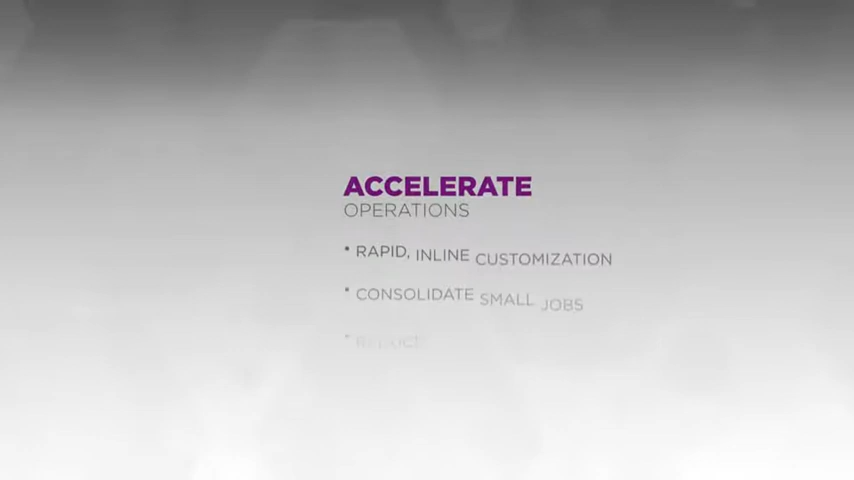 ACCELERATE
OPERATIONS
* RAPID, INLINE CUSTOMIZATION
* CONSOLIDATE SMALL JOBS
*